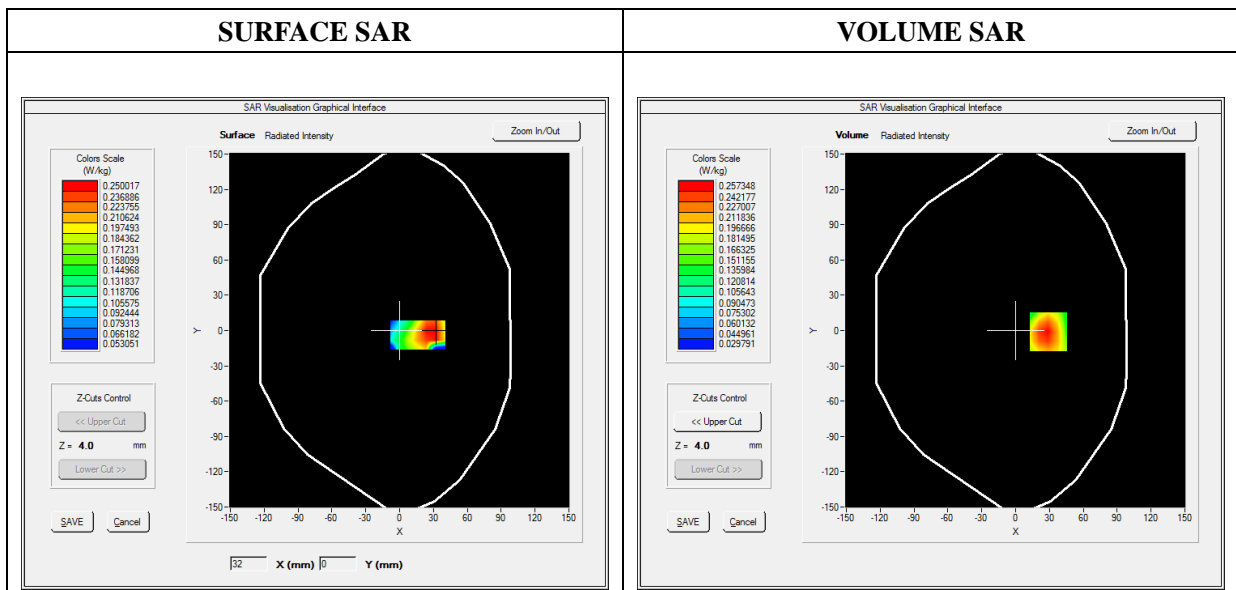 SURFACE SAR
VOLUME SAR
SAR Visualisation Graphical Interface
Surface Radiated Intensity
Zoom In/Out
Colors Scale
(W/kg)
0.250017
0.236886
0.223755
0.210624
0.197493
0.184362
0.171231
0.158099
0.144968
0.131837
0.118706
0.105575
0.092444
0.079313
0.066182
0.053051
Z-Cuts Control
<< Upper Cut
Z = 4.0 mm
Lower Cut >>
SAVE Cancel
150
120
90
60
30
0
-30
-60
-90
-120
-150
Y
-150 -120 -90 -60 -30 0 30 60 90 120 150
X
32 X (mm) 0 Y (mm)
SAR Visualisation Graphical Interface
Volume Radiated Intensity
Zoom In/Out
Colors Scale
(W/kg)
0.257348
0.242177
0.227007
0.211836
0.196666
0.181495
0.166325
0.151155
0.135984
0.120814
0.105643
0.090473
0.075302
0.060132
0.044961
0.029791
Z-Cuts Control
<< Upper Cut
Z = 4.0 mm
Lower Cut >>
SAVE Cancel
150
120
90
60
30
0
-30
-60
-90
-120
-150
Y
-150 -120 -90 -60 -30 0 30 60 90 120 150
X